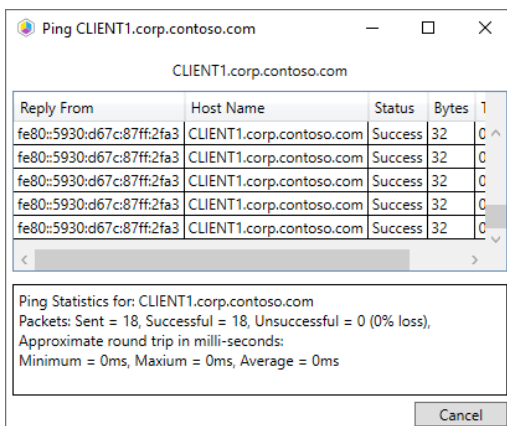 Ping CLIENT1.corp.contoso.com
CLIENT1.corp.contoso.com
Reply From Host Name Status Bytes
fe80::5930:d67c:87ff:2fa3 CLIENT1.corp.contoso.com Success 32
fe80::5930:d67c:87ff:2fa3 CLIENT1.corp.contoso.com Success 32
fe80::5930:d67c:87ff:2fa3 CLIENT1.corp.contoso.com Success 32
fe80::5930:d67c:87ff:2fa3 CLIENT1.corp.contoso.com Success 32
fe80::5930:d67c:87ff:2fa3 CLIENT1.corp.contoso.com Success 32
Ping Statistics for: CLIENT1.corp.contoso.com
Packets: Sent = 18, Successful = 18, Unsuccessful = 0 (0% loss),
Approximate round trip in milli-seconds:
Minimum = 0ms, Maxium = 0ms, Average = 0ms
Cancel